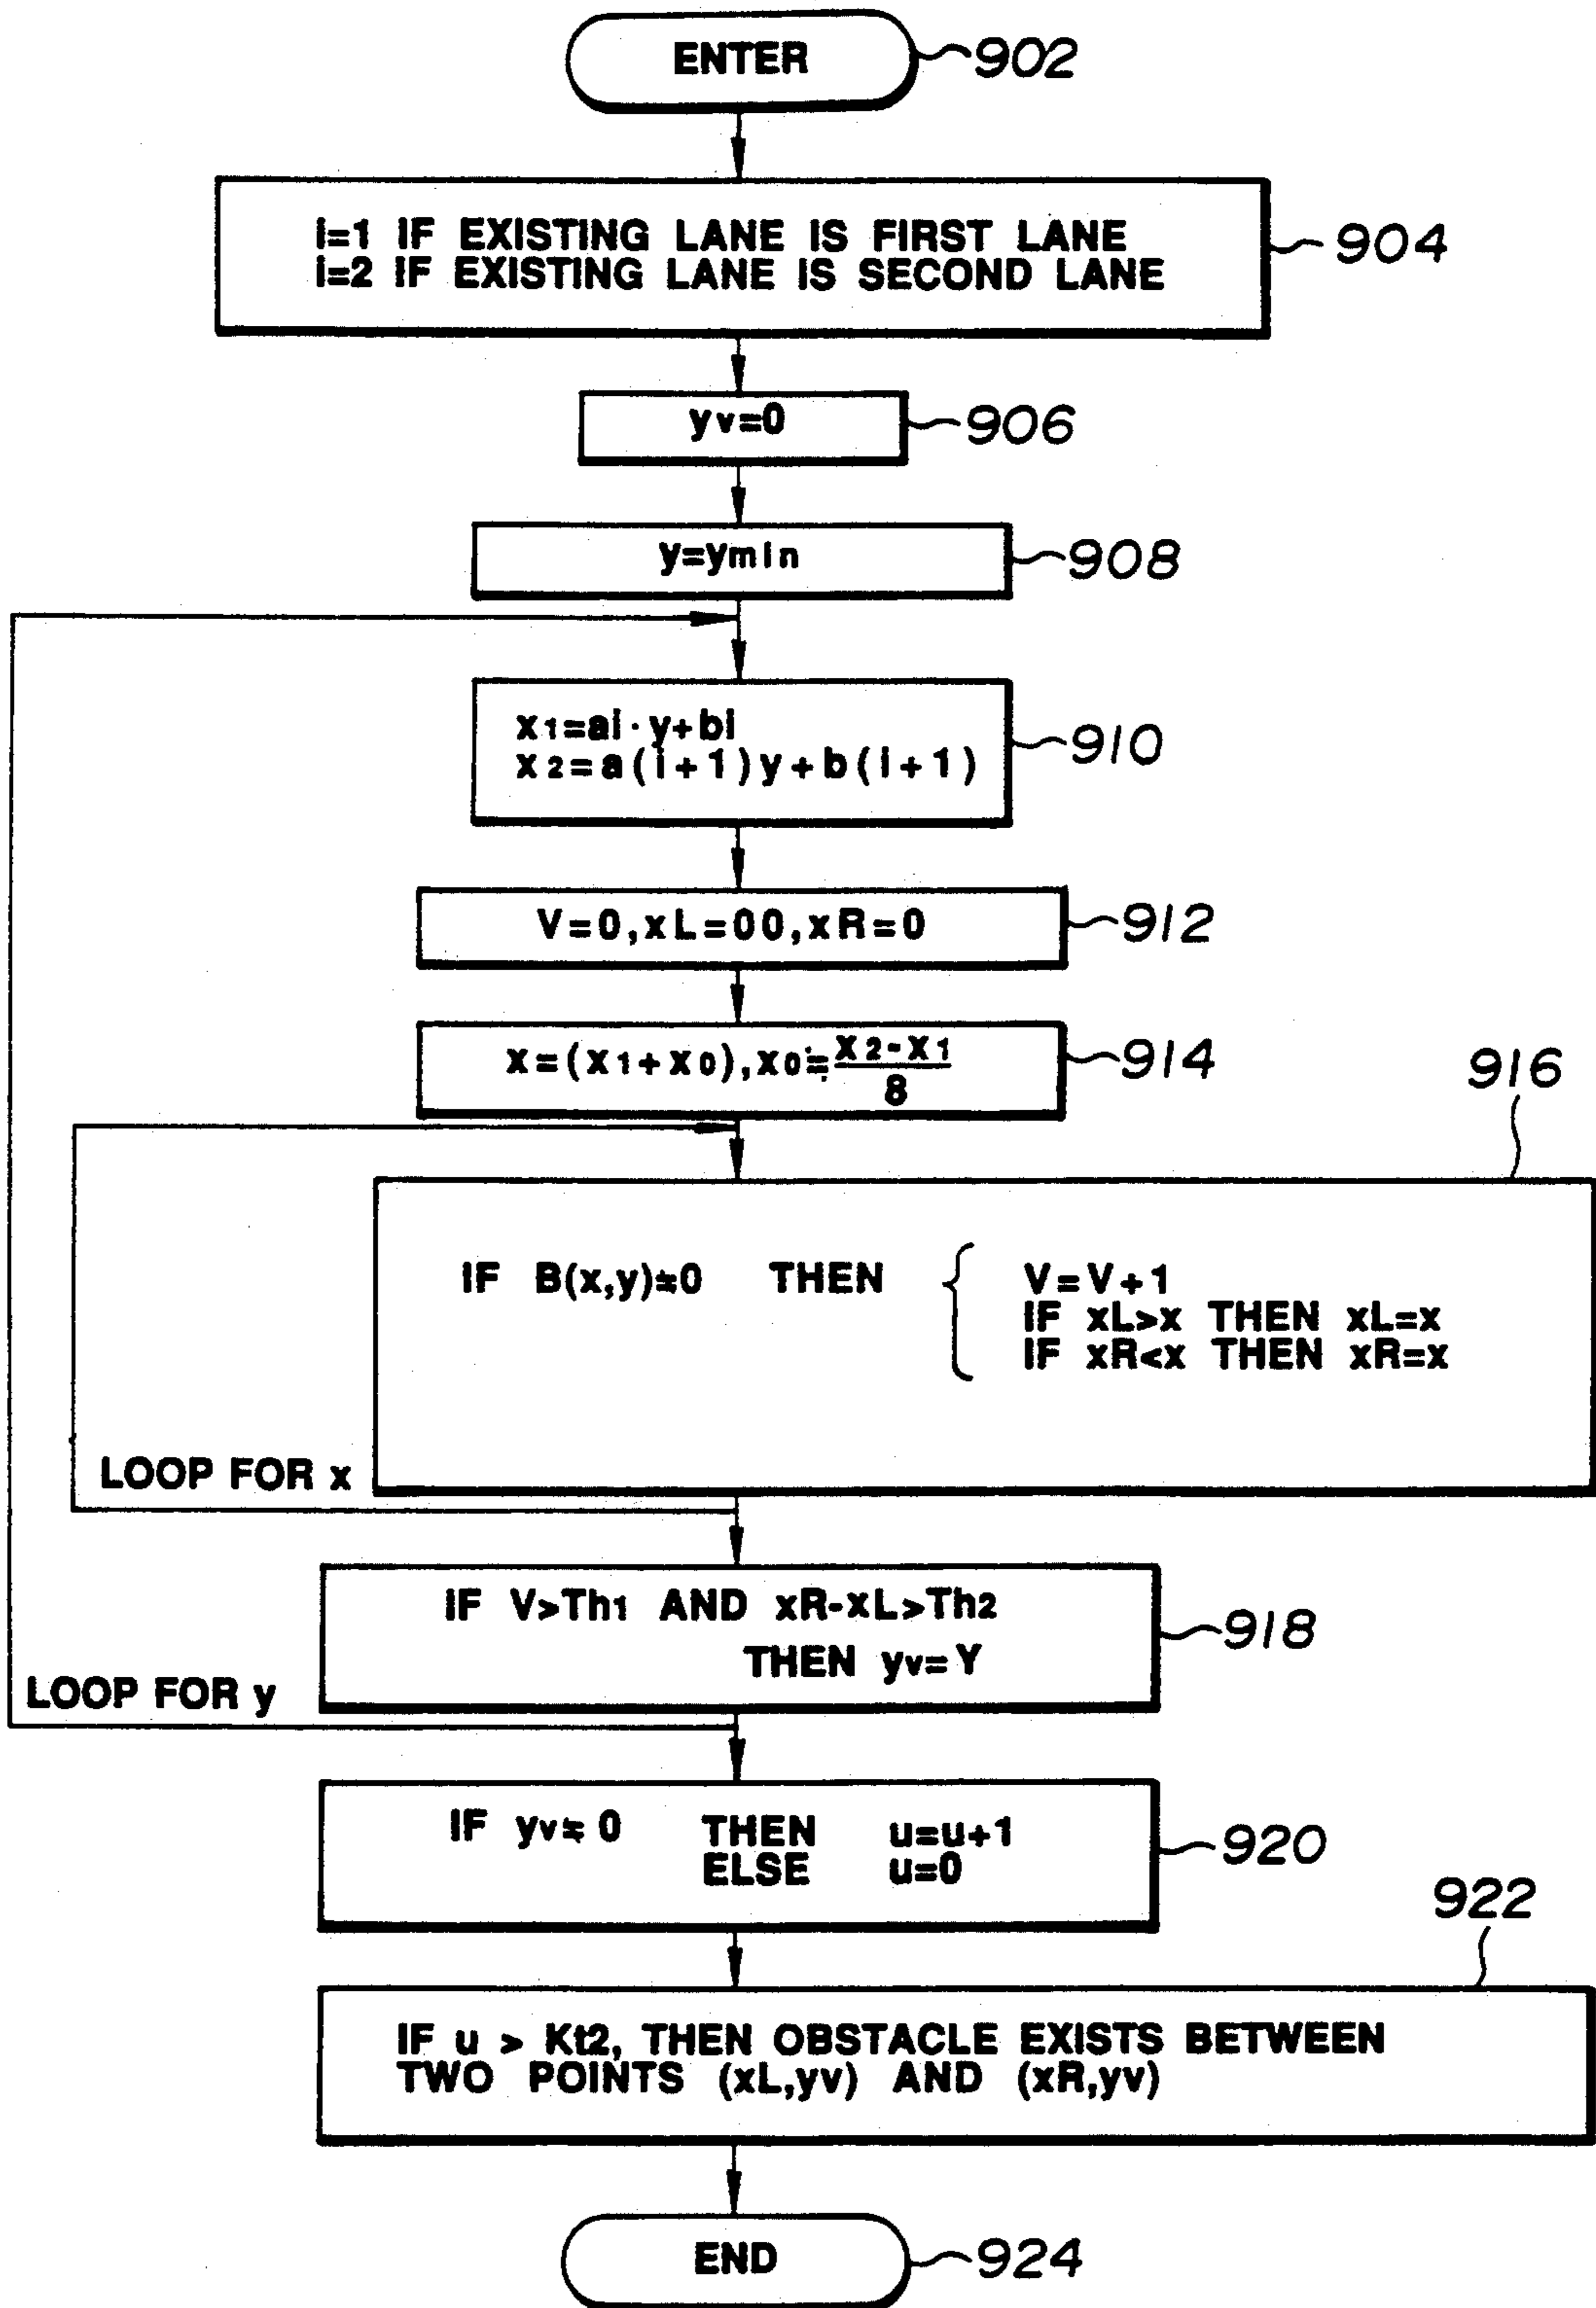 ENTER
902
i=1 IF EXISTING LANE IS FIRST LANE
i=2 IF EXISTING LANE IS SECOND LANE
904
yv=0
906
y=ymin
908
x1=ai·y+bi
x2=a(i+1)y+b(i+1)
910
V=0,xL=00,xR=0
912
x=(x1+x0),x0≒x2-x1/8
914
916
IF B(x,y)≒0 THEN { V=V+1
IF xL>x THEN xL=x
IF xR<x THEN xR=x
LOOP FOR x
IF V>Th1 AND xR-xL>Th2
THEN yv=Y
918
LOOP FOR y
IF yv≒0 THEN u=u+1
ELSE u=0
920
922
IF u > Kt2, THEN OBSTACLE EXISTS BETWEEN
TWO POINTS (xL,yv) AND (xR,yv)
END
924